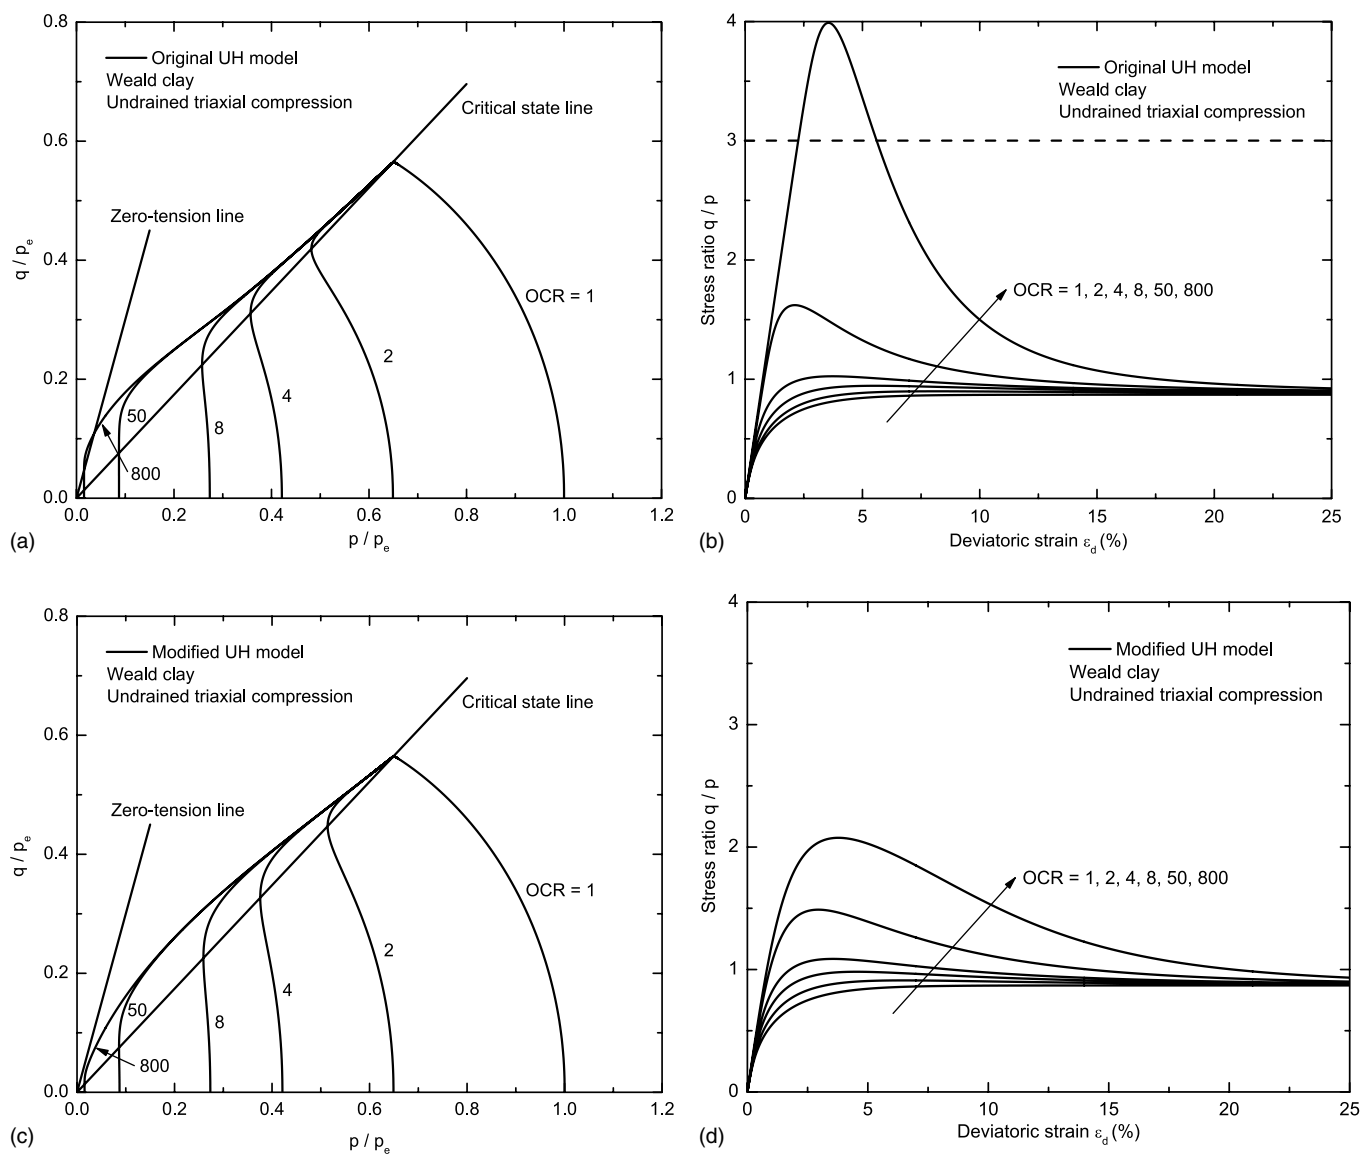 0.8
0.6
0.4
0.2
0.0
q / pₑ
Original UH model
Weald clay
Undrained triaxial compression
Critical state line
Zero-tension line
OCR = 1
2
4
8
50
800
0.0 0.2 0.4 0.6 0.8 1.0 1.2
p / pₑ
(a)
4
3
2
1
0
Stress ratio q / p
Original UH model
Weald clay
Undrained triaxial compression
OCR = 1, 2, 4, 8, 50, 800
0 5 10 15 20 25
Deviatoric strain ε_d (%)
(b)
0.8
0.6
0.4
0.2
0.0
q / pₑ
Modified UH model
Weald clay
Undrained triaxial compression
Critical state line
Zero-tension line
OCR = 1
2
4
8
50
800
0.0 0.2 0.4 0.6 0.8 1.0 1.2
p / pₑ
(c)
4
3
2
1
0
Stress ratio q / p
Modified UH model
Weald clay
Undrained triaxial compression
OCR = 1, 2, 4, 8, 50, 800
0 5 10 15 20 25
Deviatoric strain ε_d (%)
(d)